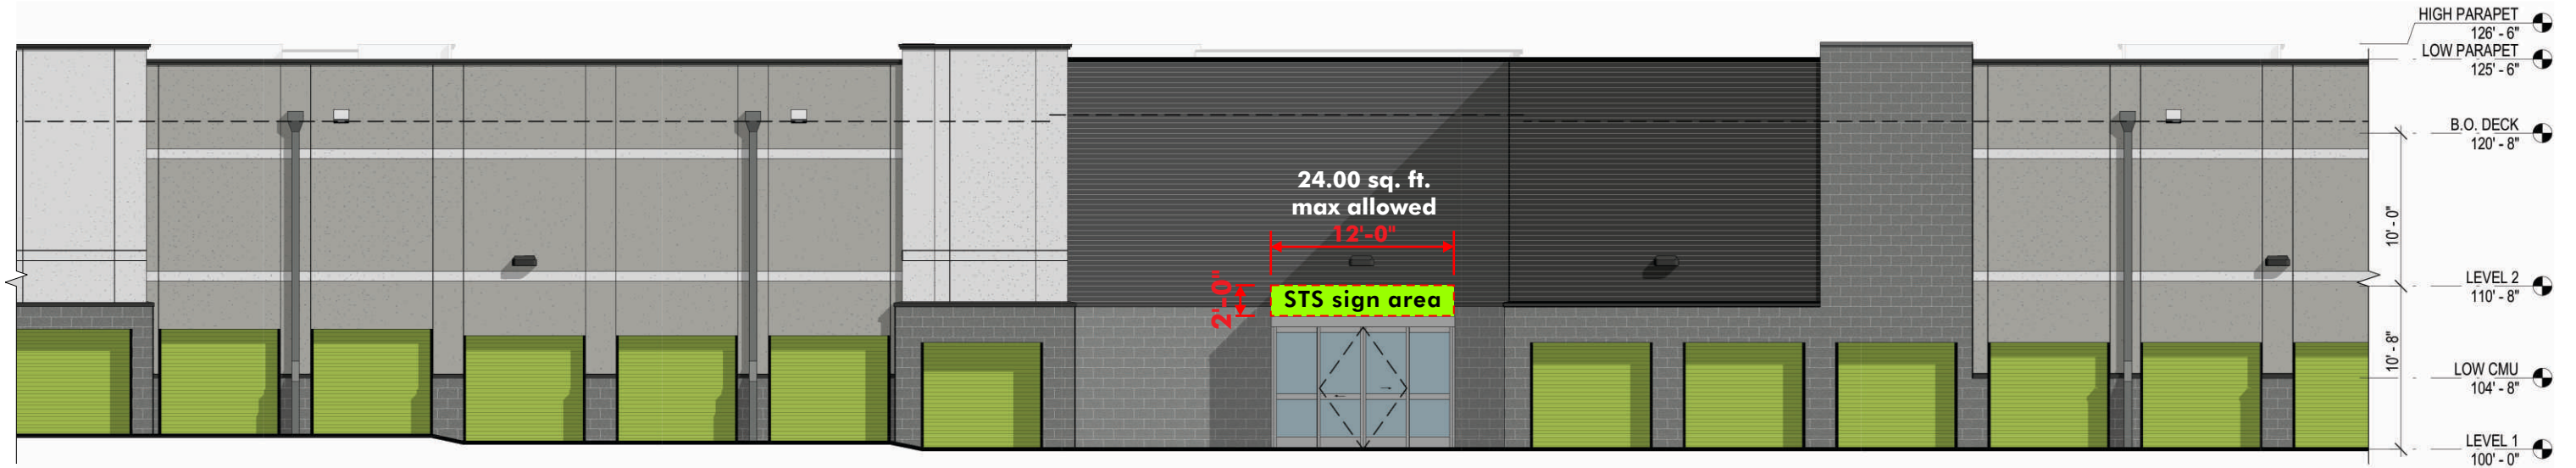 HIGH PARAPET
126' - 6"
LOW PARAPET
125' - 6"
B.O. DECK
120' - 8"
24.00 sq. ft.
max allowed
12'-0"
10' - 0"
LEVEL 2
110' - 8"
2'-0"
STS sign area
10' - 8"
LOW CMU
104' - 8"
LEVEL 1
100' - 0"